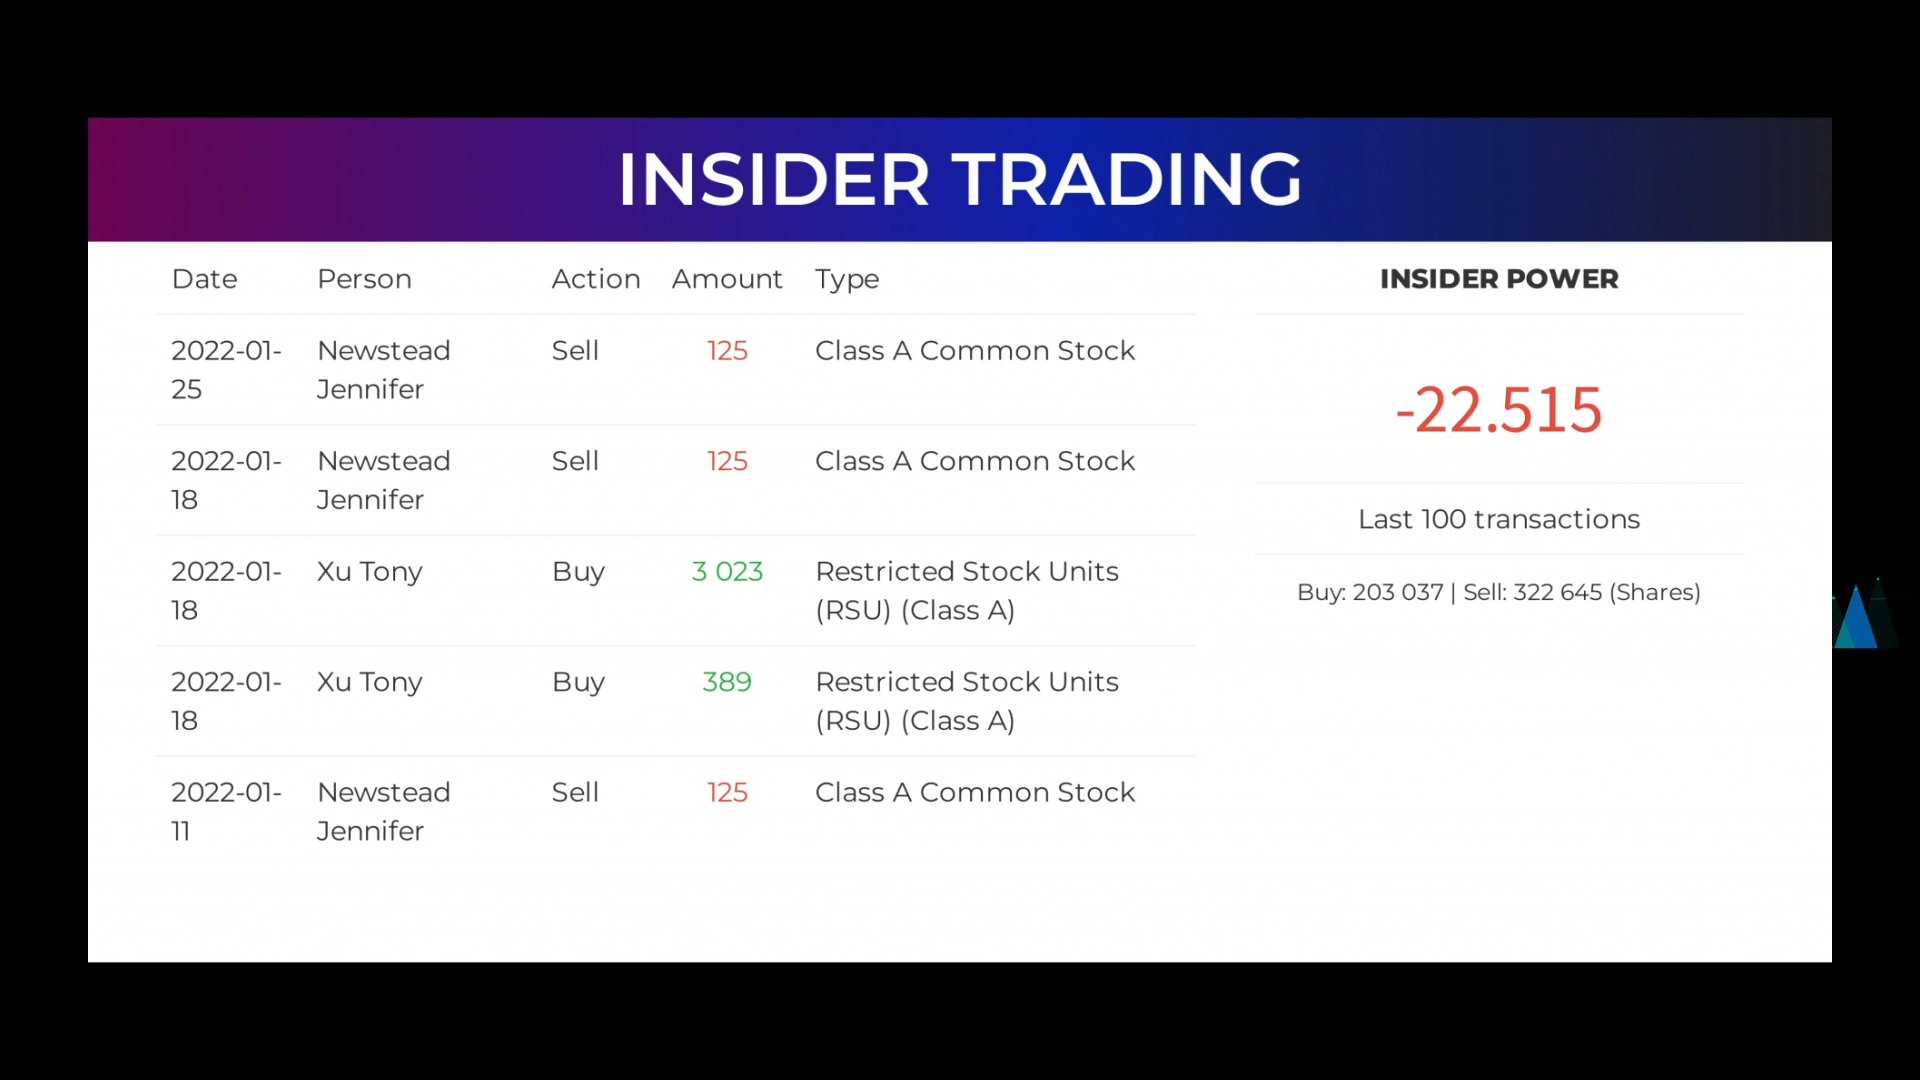 INSIDER TRADING
Date Person Action Amount Type
2022-01- Newstead Sell 125 Class A Common Stock
25 Jennifer
2022-01- Newstead Sell 125 Class A Common Stock
18 Jennifer
2022-01- Xu Tony Buy 3 023 Restricted Stock Units
18 (RSU) (Class A)
2022-01- Xu Tony Buy 389 Restricted Stock Units
18 (RSU) (Class A)
2022-01- Newstead Sell 125 Class A Common Stock
11 Jennifer
INSIDER POWER
-22.515
Last 100 transactions
Buy: 203 037 | Sell: 322 645 (Shares)